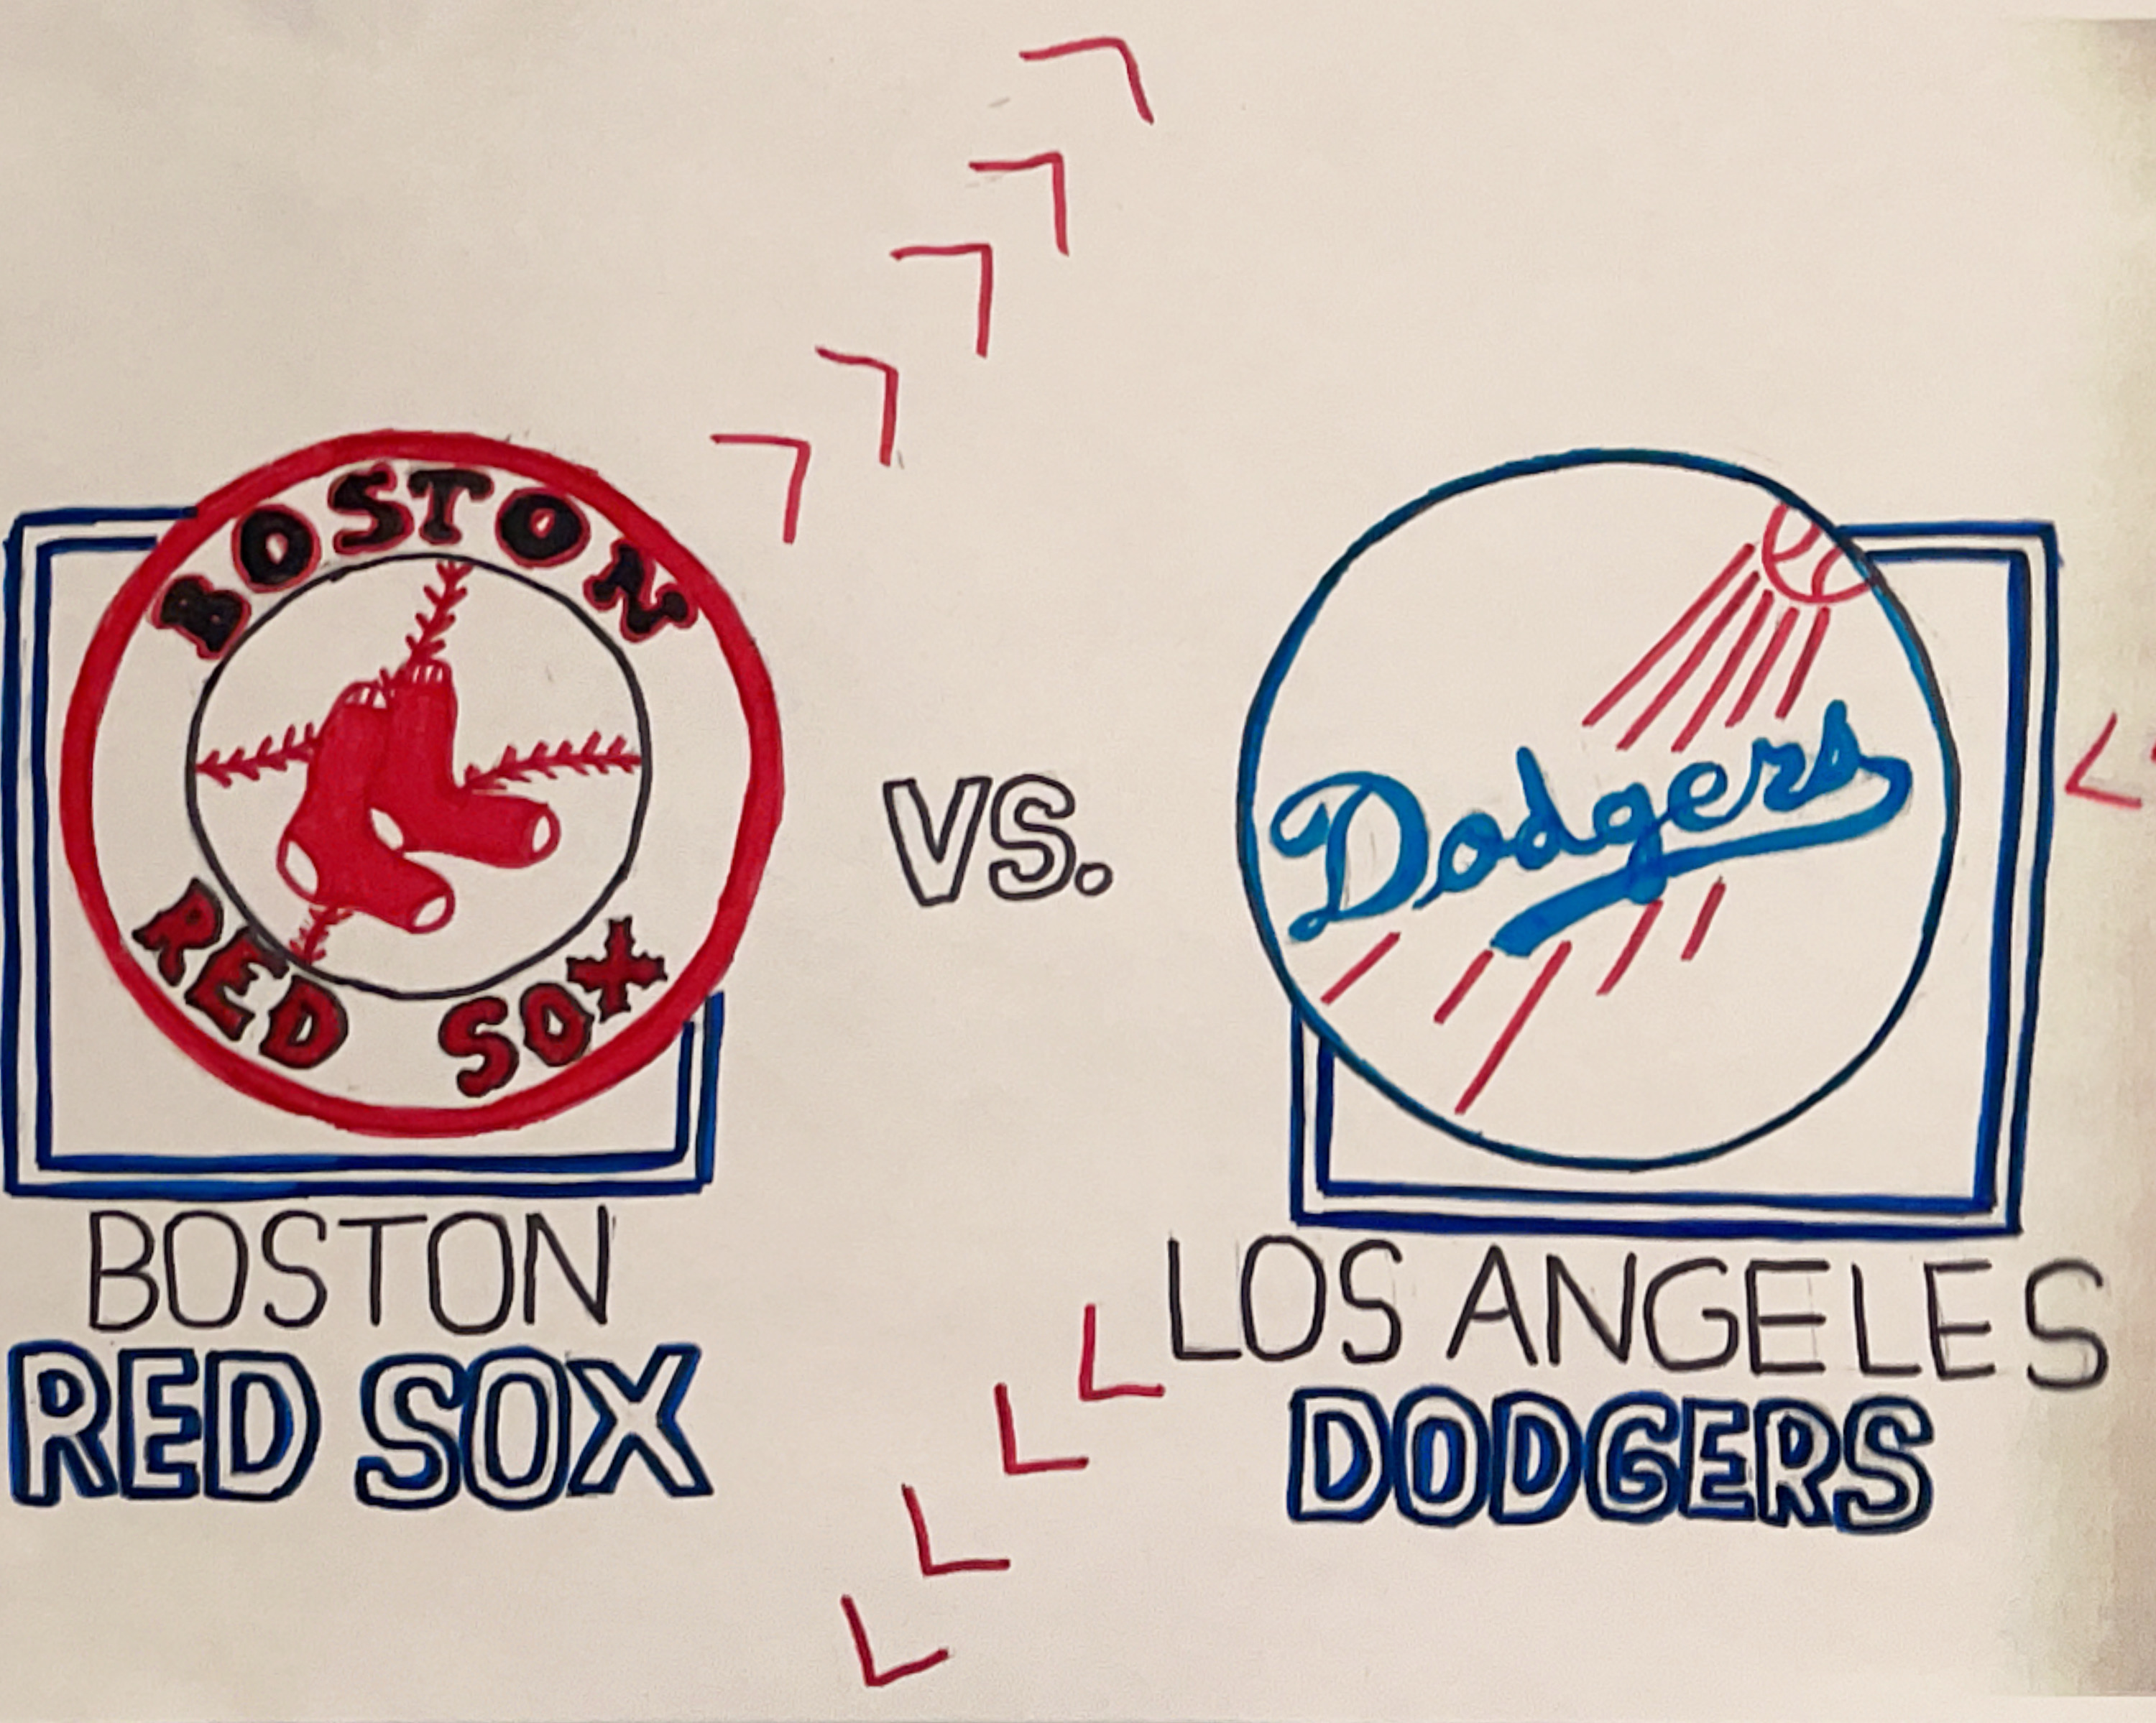 BOSTON
RED SOX
VS.
Dodgers
BOSTON
RED SOX
LOS ANGELES
DODGERS